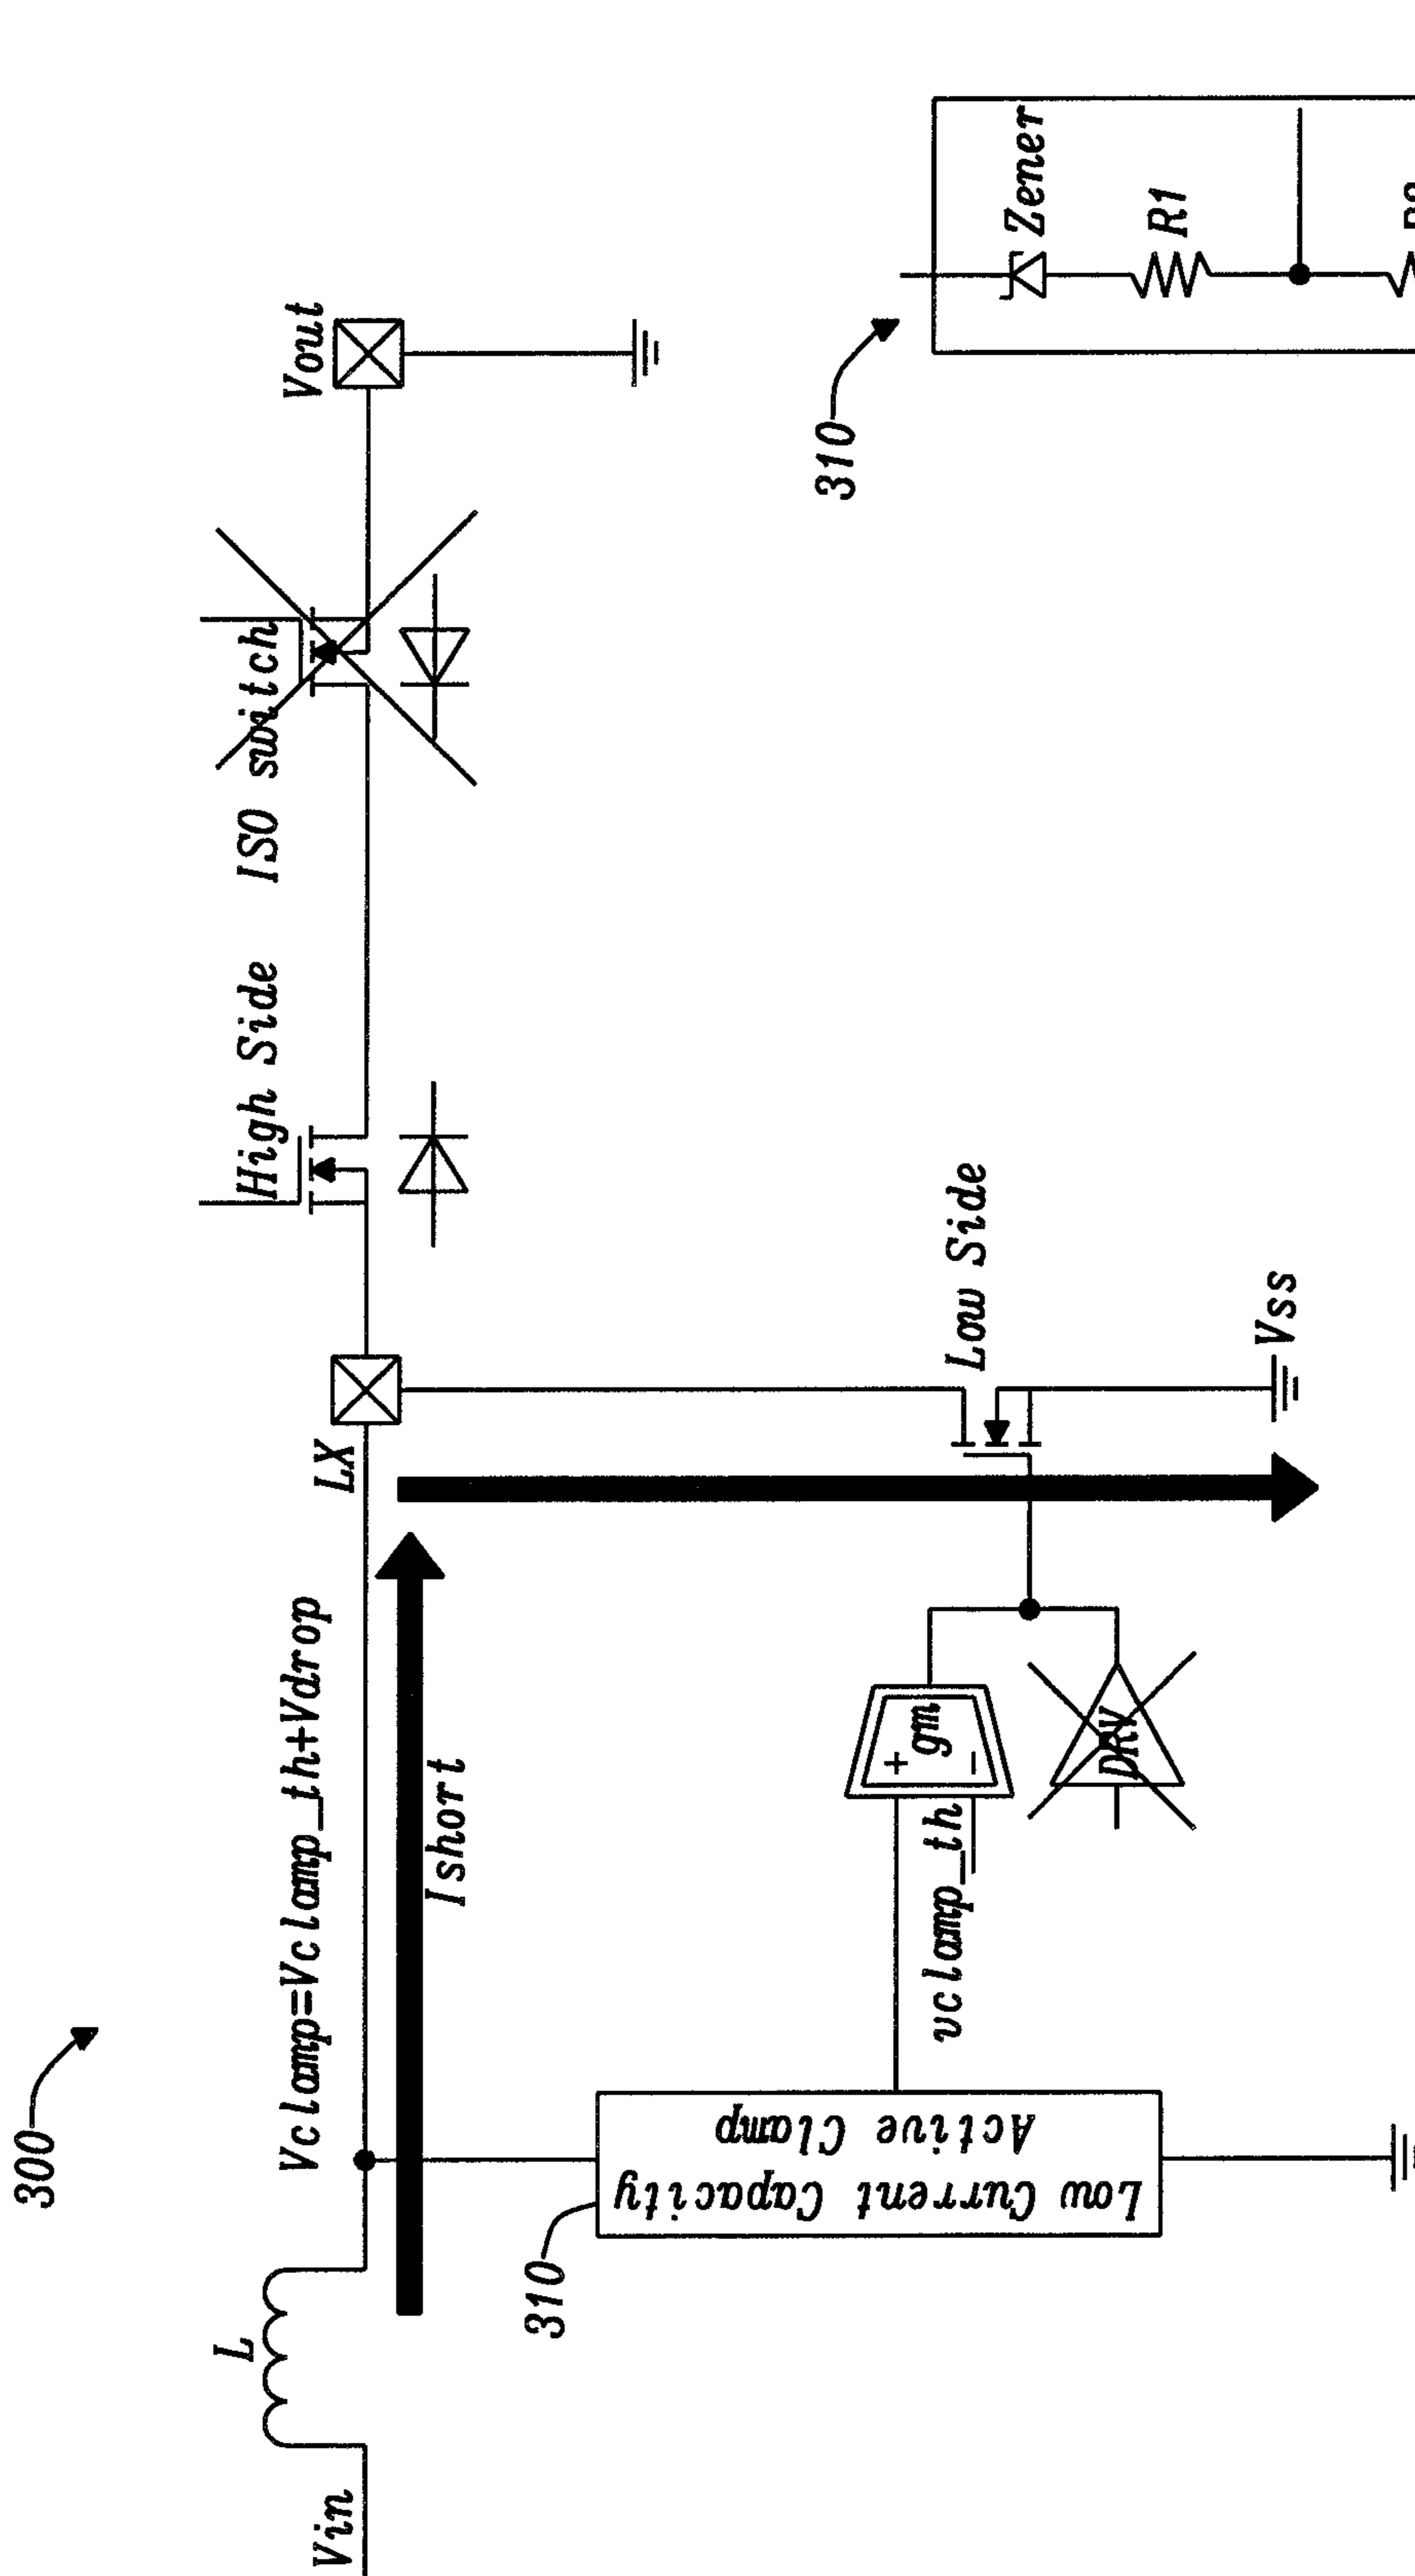 300
Vin
L
Vclamp=Vclamp_th+Vdrop
Ishort
LX
High Side
ISO switch
Vout
310
Low Current Capacity
Active Clamp
vclamp_th
+
gm
-
DRV
Low Side
Vss
310
Zener
R1